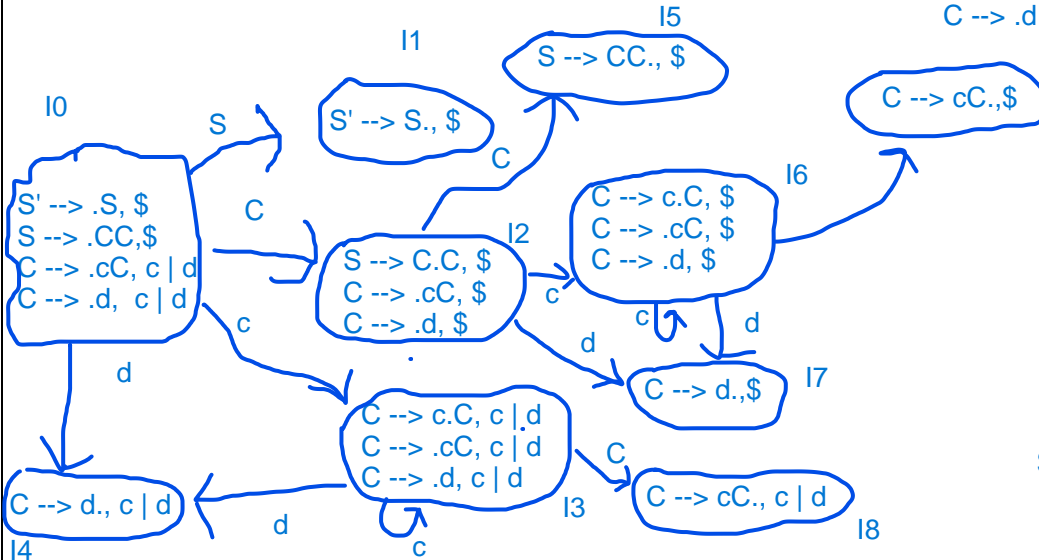 I5
C --> .d
I1
S --> CC., $
C --> cC.,$
I0
S
S' --> S., $
C
I6
C --> c.C, $
C --> .cC, $
C --> .d, $
S' --> .S, $
S --> .CC,$
C --> .cC, c | d
C --> .d, c | d
C
I2
S --> C.C, $
C --> .cC, $
C --> .d, $
c
c
d
c
d
d
I7
C --> d.,$
C --> c.C, c | d
C --> .cC, c | d
C --> .d, c | d
C
I3
C --> cC., c | d
I8
C --> d., c | d
I4
d
c